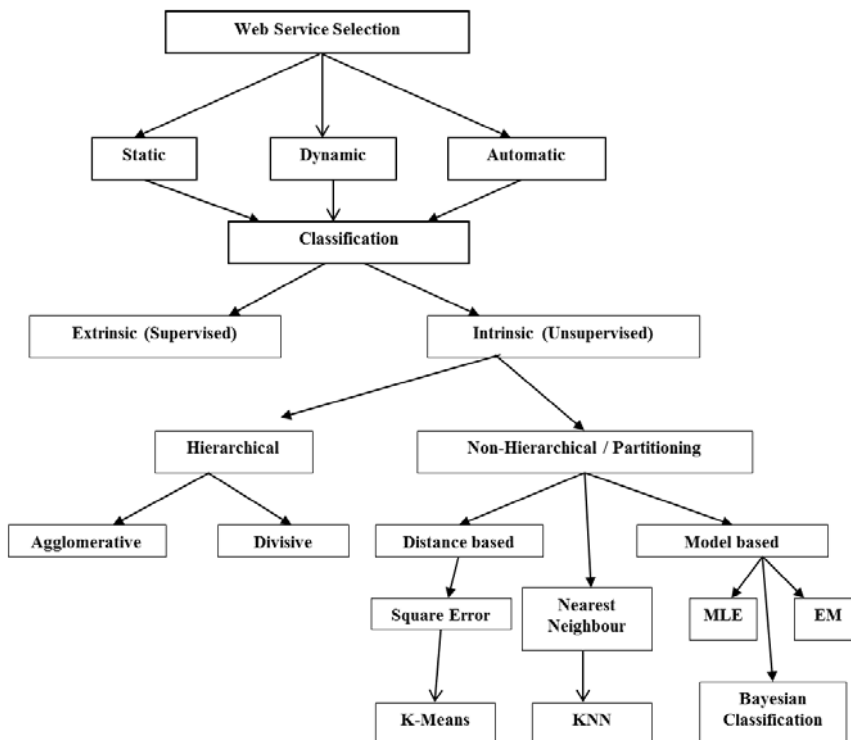 Web Service Selection
Static
Dynamic
Automatic
Classification
Extrinsic (Supervised)
Intrinsic (Unsupervised)
Hierarchical
Non-Hierarchical / Partitioning
Agglomerative
Divisive
Distance based
Model based
Square Error
Nearest
Neighbour
MLE
EM
K-Means
KNN
Bayesian
Classification